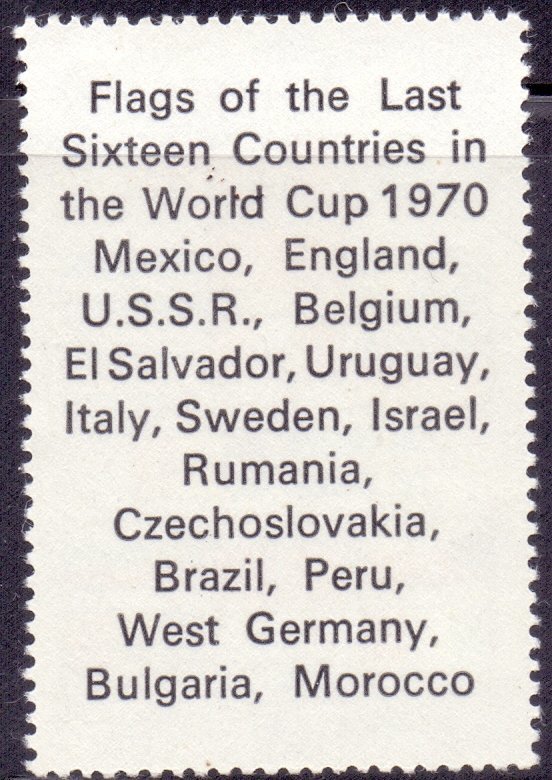 Flags of the Last
Sixteen Countries in
the World Cup 1970
Mexico, England,
U.S.S.R., Belgium,
El Salvador, Uruguay,
Italy, Sweden, Israel,
Rumania,
Czechoslovakia,
Brazil, Peru,
West Germany,
Bulgaria, Morocco